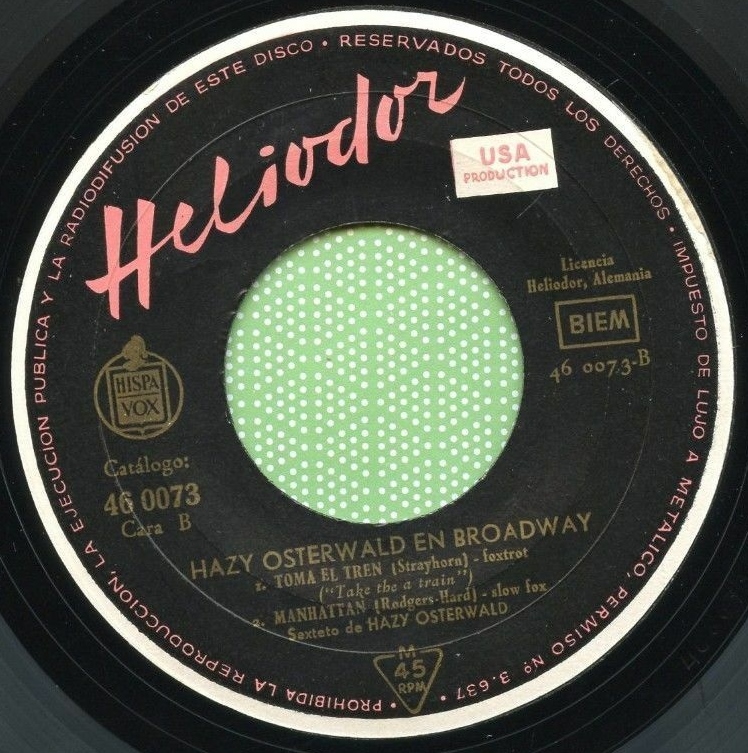 Heliodor
USA
PRODUCTION
Licencia
Heliodor, Alemania
BIEM
46 0073-B
HISPA
VOX
Catálogo:
46 0073
Cara B
HAZY OSTERWALD EN BROADWAY
1. TOMA EL TREN (Strayhorn) - foxtrot
("Take the a train")
2. MANHATTAN (Rodgers-Hard) - slow fox
Sexteto de HAZY OSTERWALD
M
45
RPM
• PROHIBIDA LA REPRODUCCION, LA EJECUCION PUBLICA Y LA RADIODIFUSION DE ESTE DISCO • RESERVADOS TODOS LOS DERECHOS • IMPUESTO DE LUJO A METALICO, PERMISO Nº 3.637